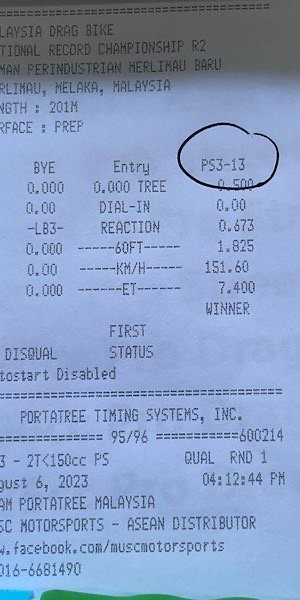 ================================
LAYSIA DRAG BIKE
TIONAL RECORD CHAMPIONSHIP R2
MAN PERINDUSTRIAN MERLIMAU BARU
RLIMAU, MELAKA, MALAYSIA
NGTH : 201M
RFACE : PREP
BYE Entry PS3-13
0.000 0.000 TREE 0.500
0.00 DIAL-IN 0.00
-LB3- REACTION 0.673
0.000 -----60FT----- 1.825
0.00 -----KM/H----- 151.60
0.000 ------ET------ 7.400
WINNER
FIRST
DISQUAL STATUS
tostart Disabled
================================
PORTATREE TIMING SYSTEMS, INC.
============= 95/96 ===========600214
3 - 2T<150cc PS QUAL RND 1
gust 6, 2023 04:12:44 PM
AM PORTATREE MALAYSIA
SC MOTORSPORTS - ASEAN DISTRIBUTOR
w.facebook.com/muscmotorsports
016-6681490